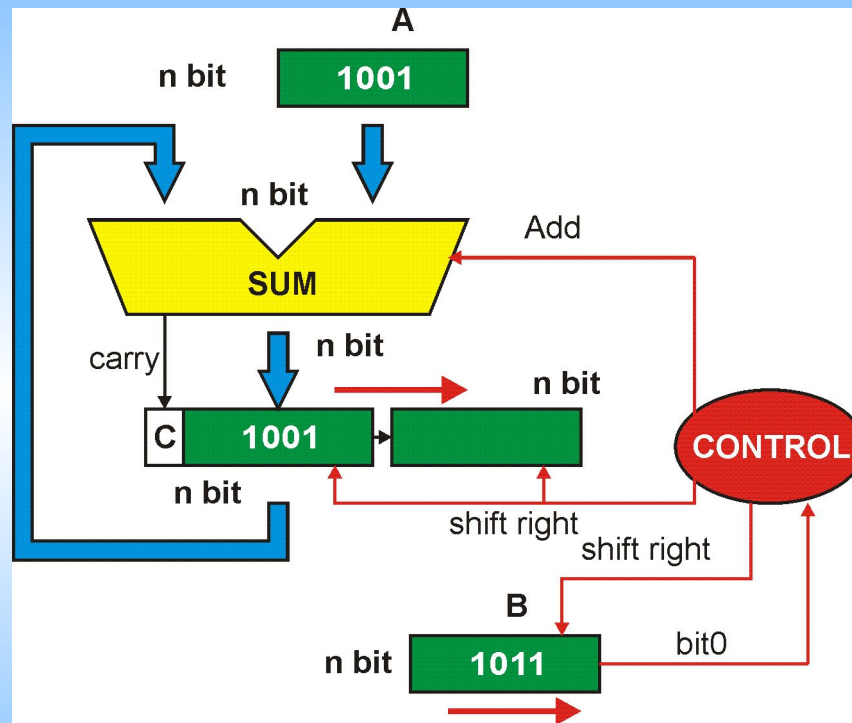 A
n bit
1001
n bit
Add
SUM
n bit
carry
n bit
C
1001
CONTROL
n bit
shift right
shift right
B
n bit
1011
bit0